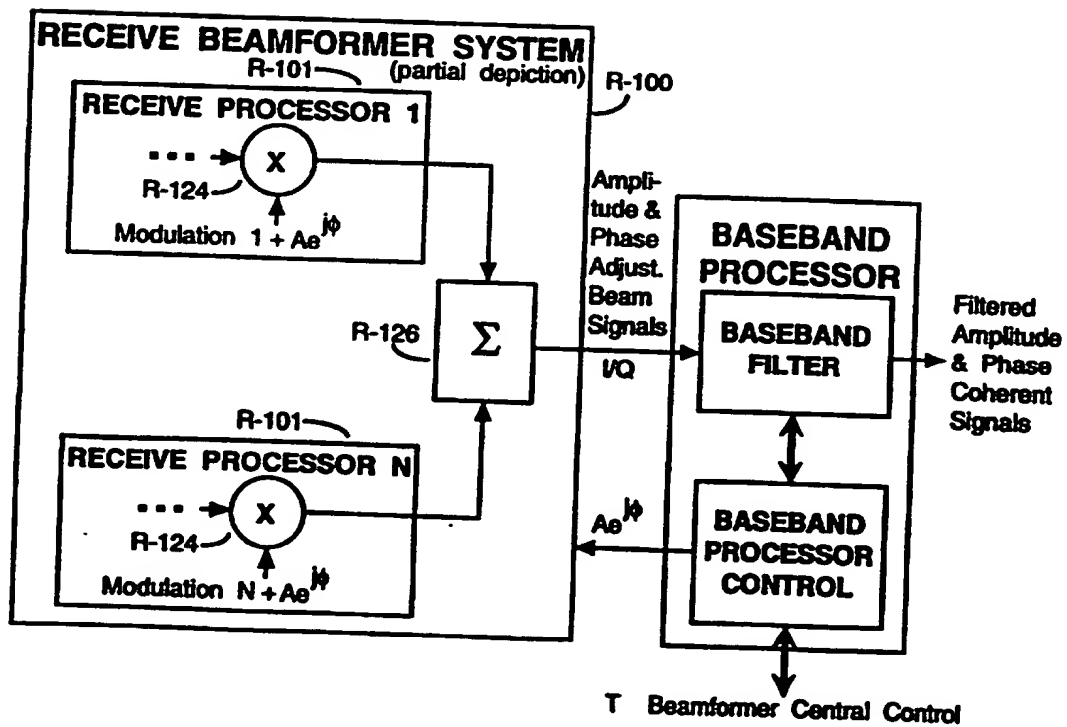 RECEIVE BEAMFORMER SYSTEM
(partial depiction)
R-101
R-100
RECEIVE PROCESSOR 1
X
R-124
Modulation 1 + Ae^jϕ
R-126
Σ
R-101
RECEIVE PROCESSOR N
X
R-124
Modulation N + Ae^jϕ
Ampli-
tude &
Phase
Adjust.
Beam
Signals
I/Q
Ae^jϕ
BASEBAND
PROCESSOR
BASEBAND
FILTER
BASEBAND
PROCESSOR
CONTROL
Filtered
Amplitude
& Phase
Coherent
Signals
T Beamformer Central Control